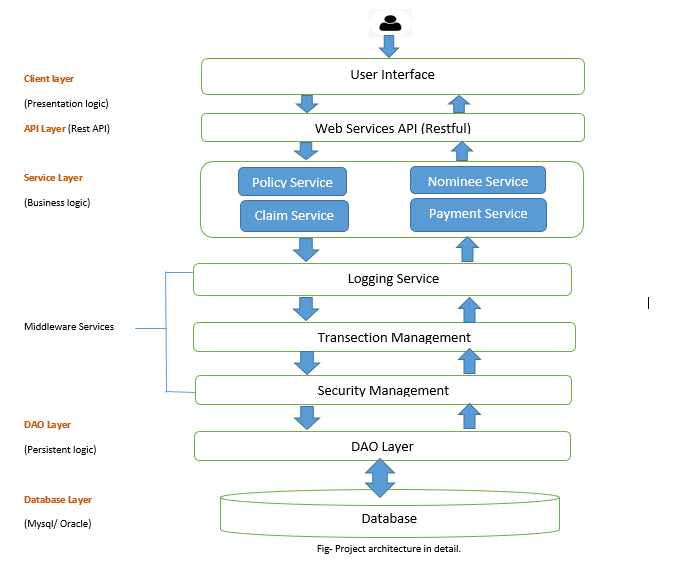 Client layer
User Interface
(Presentation logic)
API Layer (Rest API)
Web Services API (Restful)
Service Layer
Policy Service
Nominee Service
(Business logic)
Claim Service
Payment Service
Logging Service
Middleware Services
Transection Management
Security Management
DAO Layer
(Persistent logic)
DAO Layer
Database Layer
(Mysql/ Oracle)
Database
Fig- Project architecture in detail.